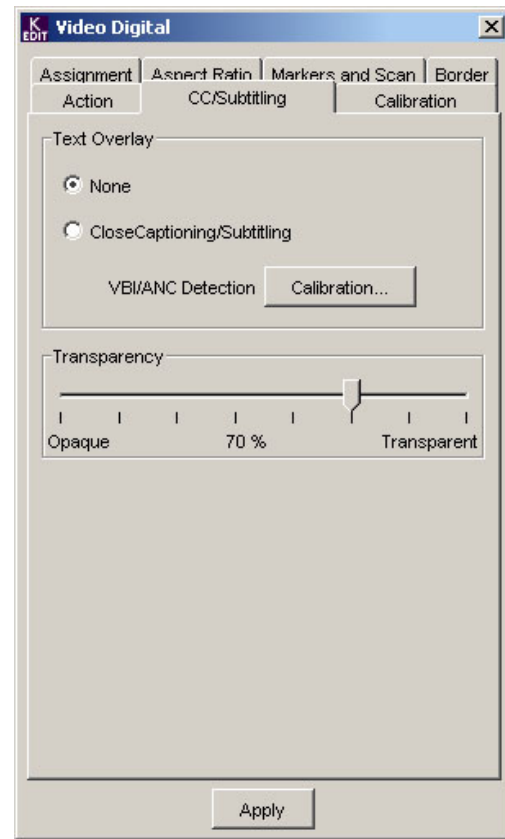 K EDIT Video Digital
Assignment Aspect Ratio Markers and Scan Border
Action CC/Subtitling Calibration
Text Overlay
None
CloseCaptioning/Subtitling
VBI/ANC Detection Calibration...
Transparency
Opaque 70 % Transparent
Apply